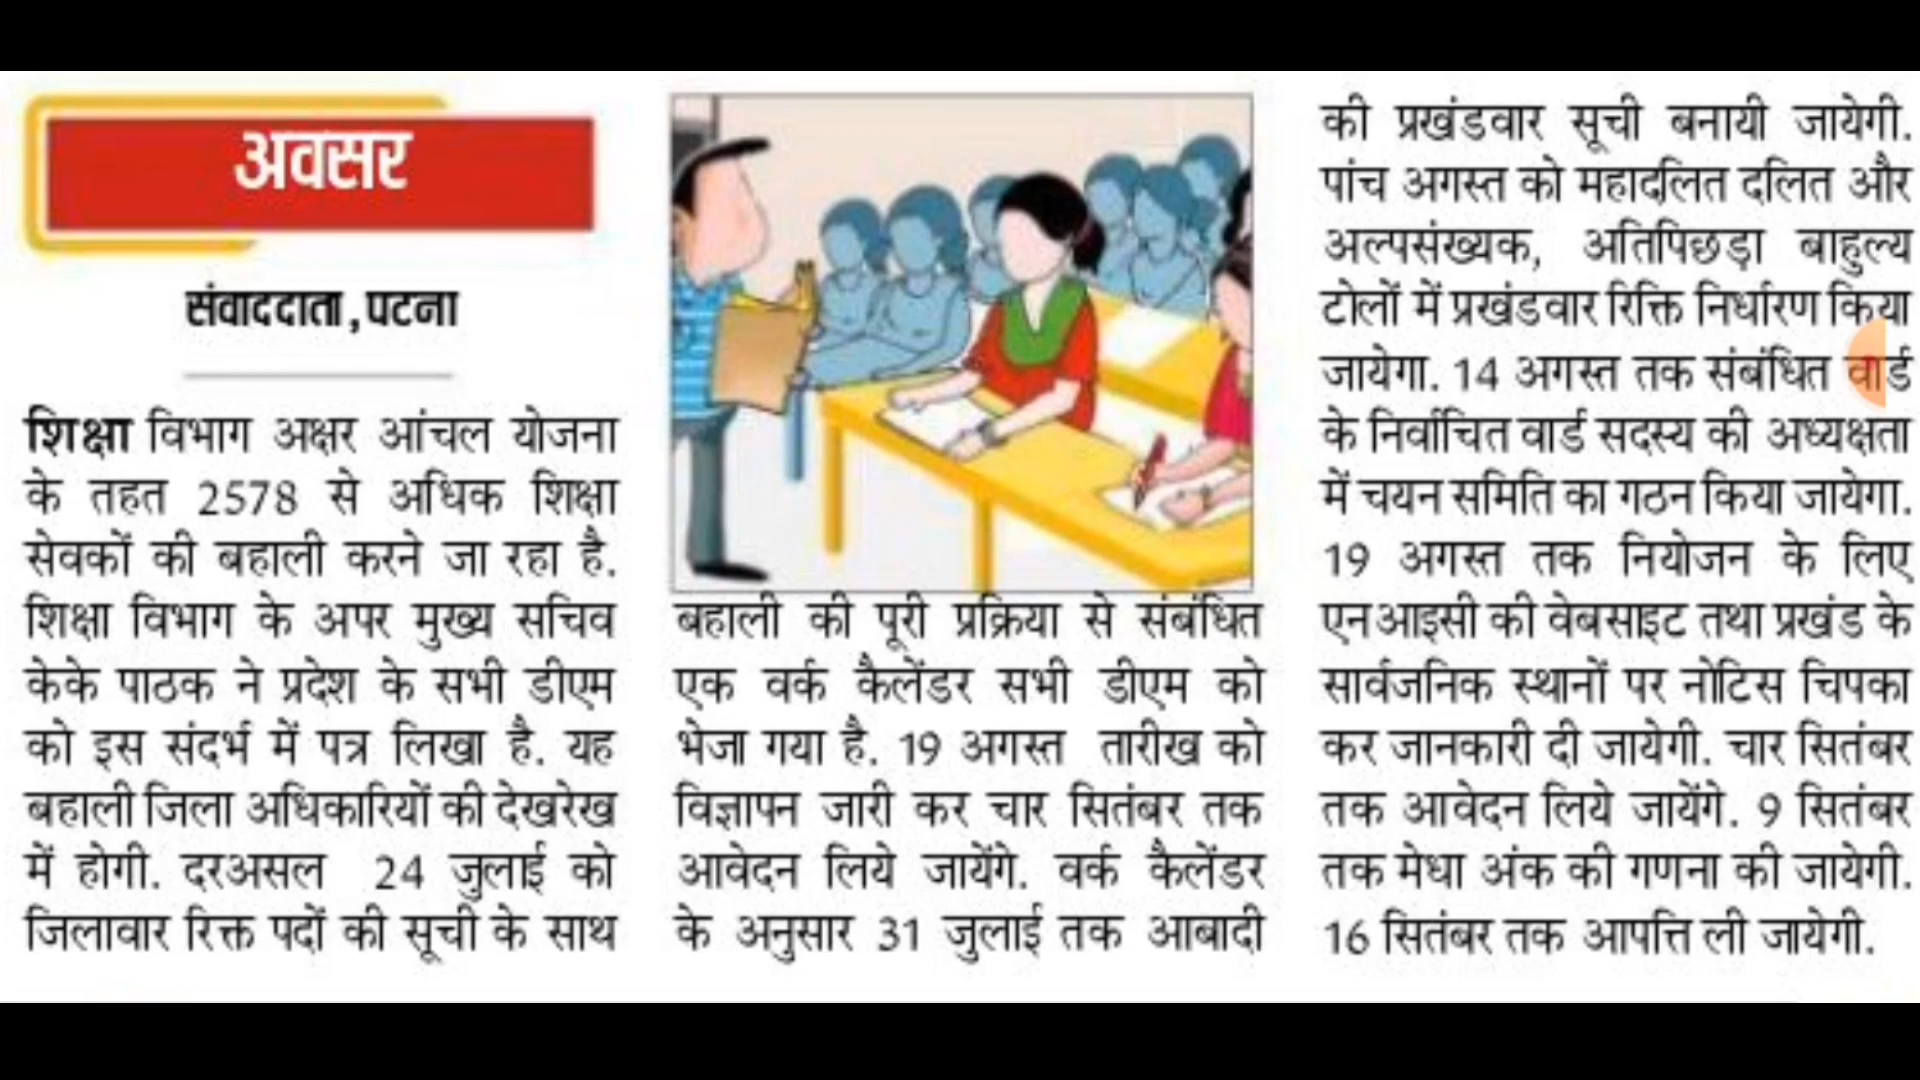 अवसर
संवाददाता, पटना
शिक्षा विभाग अक्षर आंचल योजना
के तहत 2578 से अधिक शिक्षा
सेवकों की बहाली करने जा रहा है.
शिक्षा विभाग के अपर मुख्य सचिव
केके पाठक ने प्रदेश के सभी डीएम
को इस संदर्भ में पत्र लिखा है. यह
बहाली जिला अधिकारियों की देखरेख
में होगी. दरअसल 24 जुलाई को
जिलावार रिक्त पदों की सूची के साथ
बहाली की पूरी प्रक्रिया से संबंधित
एक वर्क कैलेंडर सभी डीएम को
भेजा गया है. 19 अगस्त तारीख को
विज्ञापन जारी कर चार सितंबर तक
आवेदन लिये जायेंगे. वर्क कैलेंडर
के अनुसार 31 जुलाई तक आबादी
की प्रखंडवार सूची बनायी जायेगी.
पांच अगस्त को महादलित दलित और
अल्पसंख्यक, अतिपिछड़ा बाहुल्य
टोलों में प्रखंडवार रिक्ति निर्धारण किया
जायेगा. 14 अगस्त तक संबंधित वार्ड
के निर्वाचित वार्ड सदस्य की अध्यक्षता
में चयन समिति का गठन किया जायेगा.
19 अगस्त तक नियोजन के लिए
एनआइसी की वेबसाइट तथा प्रखंड के
सार्वजनिक स्थानों पर नोटिस चिपका
कर जानकारी दी जायेगी. चार सितंबर
तक आवेदन लिये जायेंगे. 9 सितंबर
तक मेधा अंक की गणना की जायेगी.
16 सितंबर तक आपत्ति ली जायेगी.